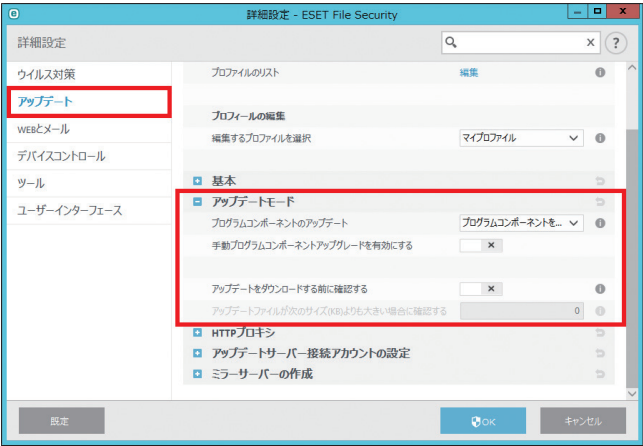 詳細設定 - ESET File Security
詳細設定
ウイルス対策
アップデート
WEBとメール
デバイスコントロール
ツール
ユーザーインターフェース
プロファイルのリスト 編集
プロフィールの編集
編集するプロファイルを選択 マイプロファイル
基本
アップデートモード
プログラムコンポーネントのアップデート プログラムコンポーネントを...
手動プログラムコンポーネントアップグレードを有効にする
アップデートをダウンロードする前に確認する
アップデートファイルが次のサイズ(KB)よりも大きい場合に確認する 0
HTTPプロキシ
アップデートサーバー接続アカウントの設定
ミラーサーバーの作成
既定 OK キャンセル